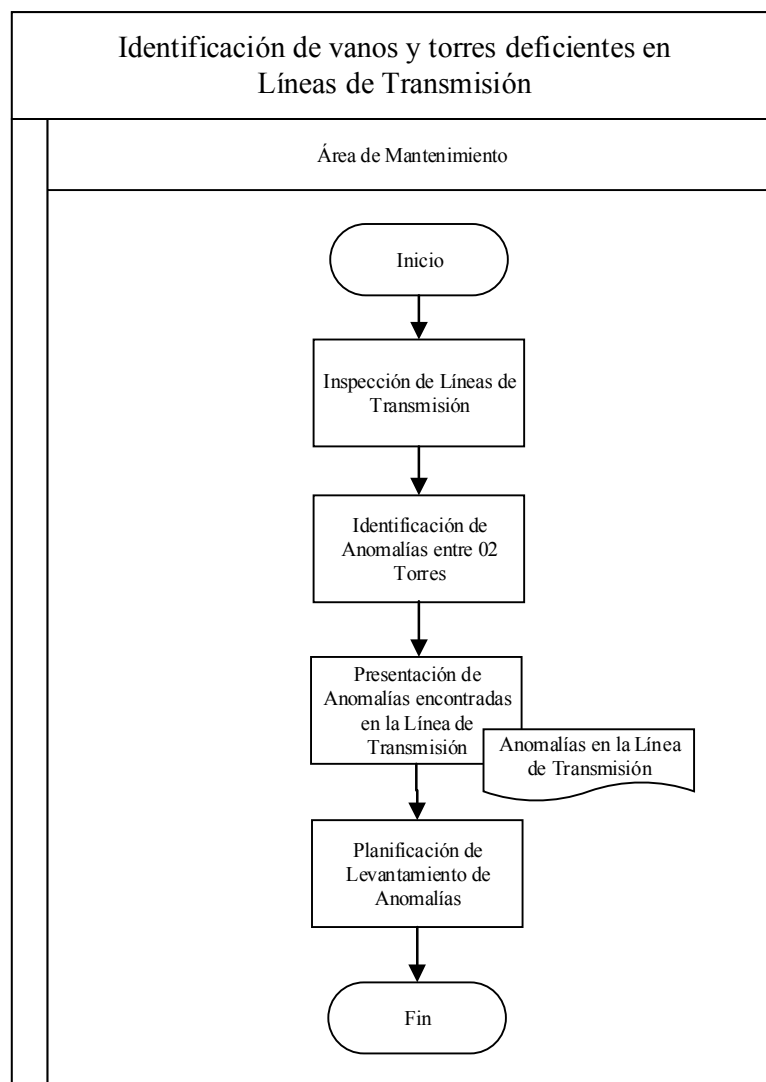 Identificación de vanos y torres deficientes en
Líneas de Transmisión
Área de Mantenimiento
Inicio
Inspección de Líneas de
Transmisión
Identificación de
Anomalías entre 02
Torres
Presentación de
Anomalías encontradas
en la Línea de
Transmisión
Anomalías en la Línea
de Transmisión
Planificación de
Levantamiento de
Anomalías
Fin